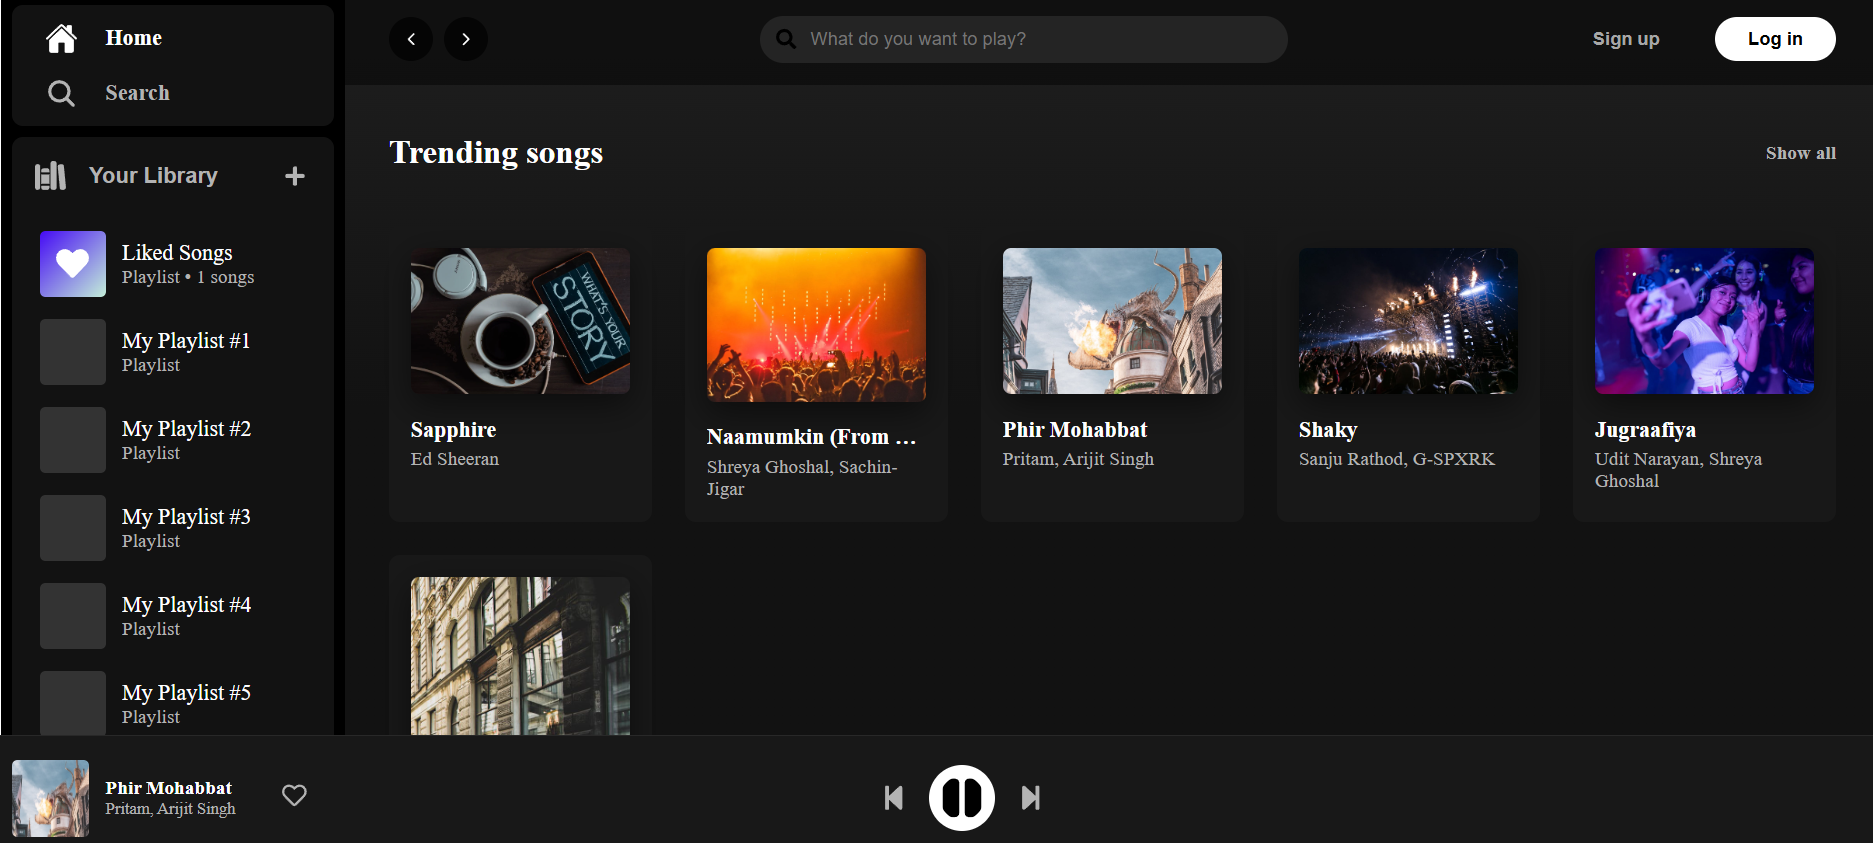 Home
Search
Your Library
Liked Songs
Playlist • 1 songs
My Playlist #1
Playlist
My Playlist #2
Playlist
My Playlist #3
Playlist
My Playlist #4
Playlist
My Playlist #5
Playlist
What do you want to play?
Sign up
Log in
Trending songs
Show all
WHAT'S YOUR
STORY
Sapphire
Ed Sheeran
Naamumkin (From ...
Shreya Ghoshal, Sachin-
Jigar
Phir Mohabbat
Pritam, Arijit Singh
Shaky
Sanju Rathod, G-SPXRK
Jugraafiya
Udit Narayan, Shreya
Ghoshal
Phir Mohabbat
Pritam, Arijit Singh